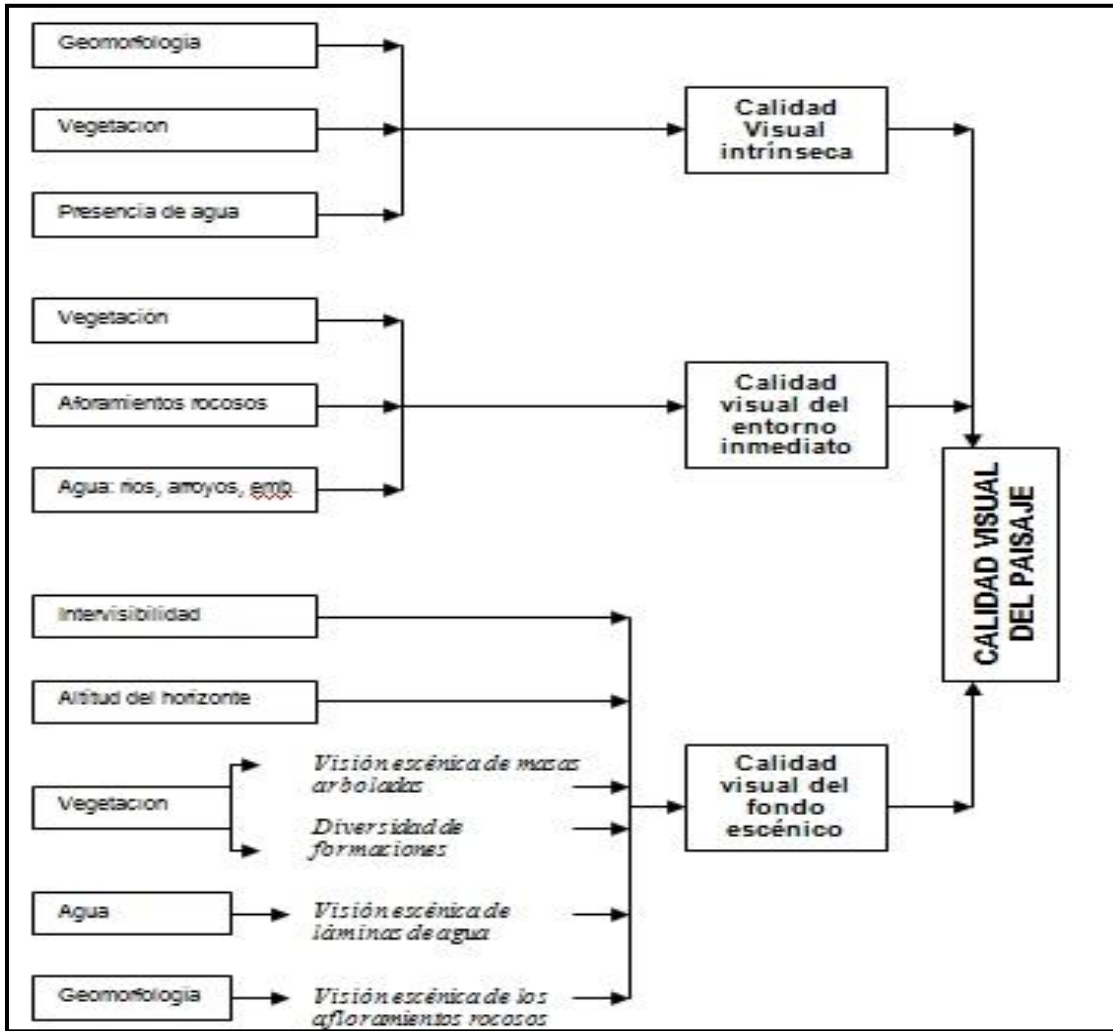 Geomorfología
Vegetacion
Presencia de agua
Calidad
Visual
intrínseca
Vegetación
Aforamientos rocosos
Agua: rios, arroyos, emb.
Calidad
visual del
entorno
inmediato
CALIDAD VISUAL
DEL PAISAJE
Intervisibilidad
Altitud del horizonte
Vegetacion
Visión escénica de masas
arboladas
Diversidad de
formaciones
Agua
Visión escénica de
láminas de agua
Geomorfologia
Visión escénica de los
afloramientos rocosos
Calidad
visual del
fondo
escénico